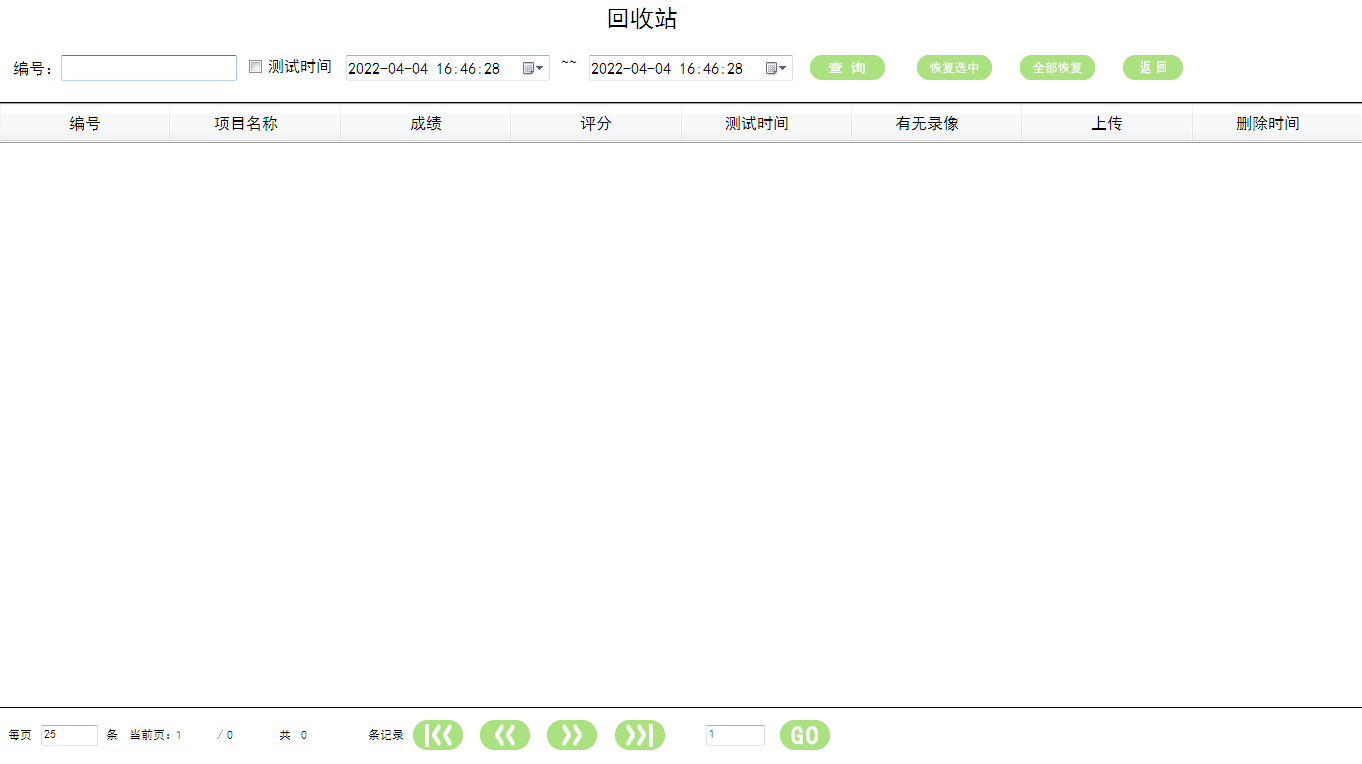 回收站
编号： 测试时间 2022-04-04 16:46:28 ~~ 2022-04-04 16:46:28 查 询 恢复选中 全部恢复 返 回
编号 项目名称 成绩 评分 测试时间 有无录像 上传 删除时间
每页 25 条 当前页：1 / 0 共 0 条记录 1 GO